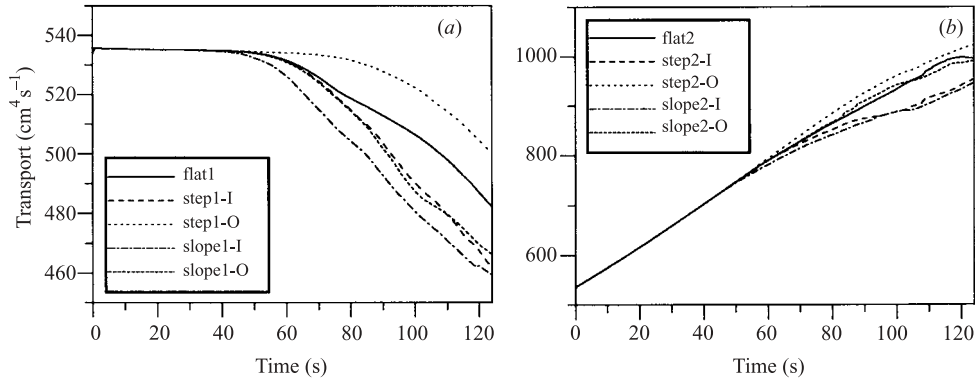 (a)
Transport (cm⁴ s⁻¹)
540
520
500
480
460
flat1
step1-I
step1-O
slope1-I
slope1-O
0
20
40
60
80
100
120
Time (s)
(b)
1000
800
600
flat2
step2-I
step2-O
slope2-I
slope2-O
0
20
40
60
80
100
120
Time (s)